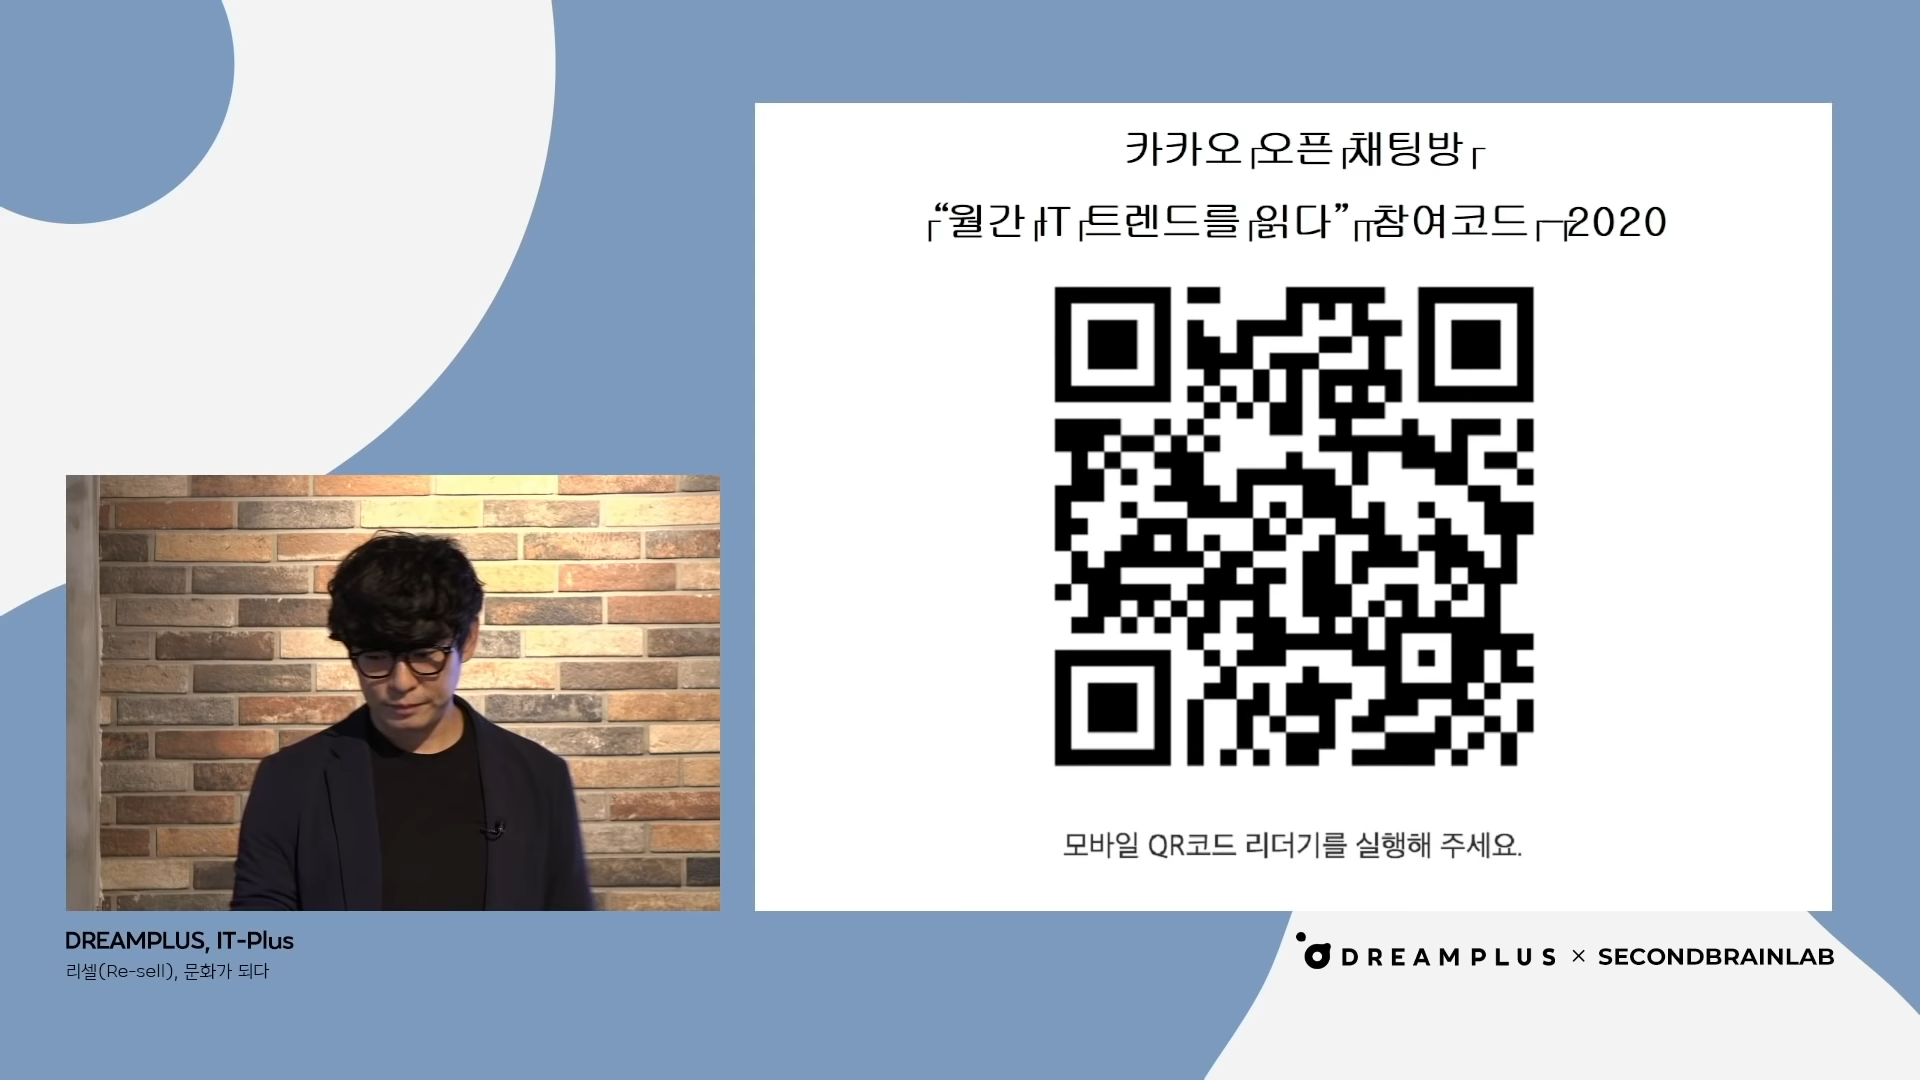 카카오 오픈 채팅방
“월간 IT 트렌드를 읽다” 참여코드 – 2020
모바일 QR코드 리더기를 실행해 주세요.
DREAMPLUS, IT-Plus
리셀(Re-sell), 문화가 되다
DREAMPLUS × SECONDBRAINLAB